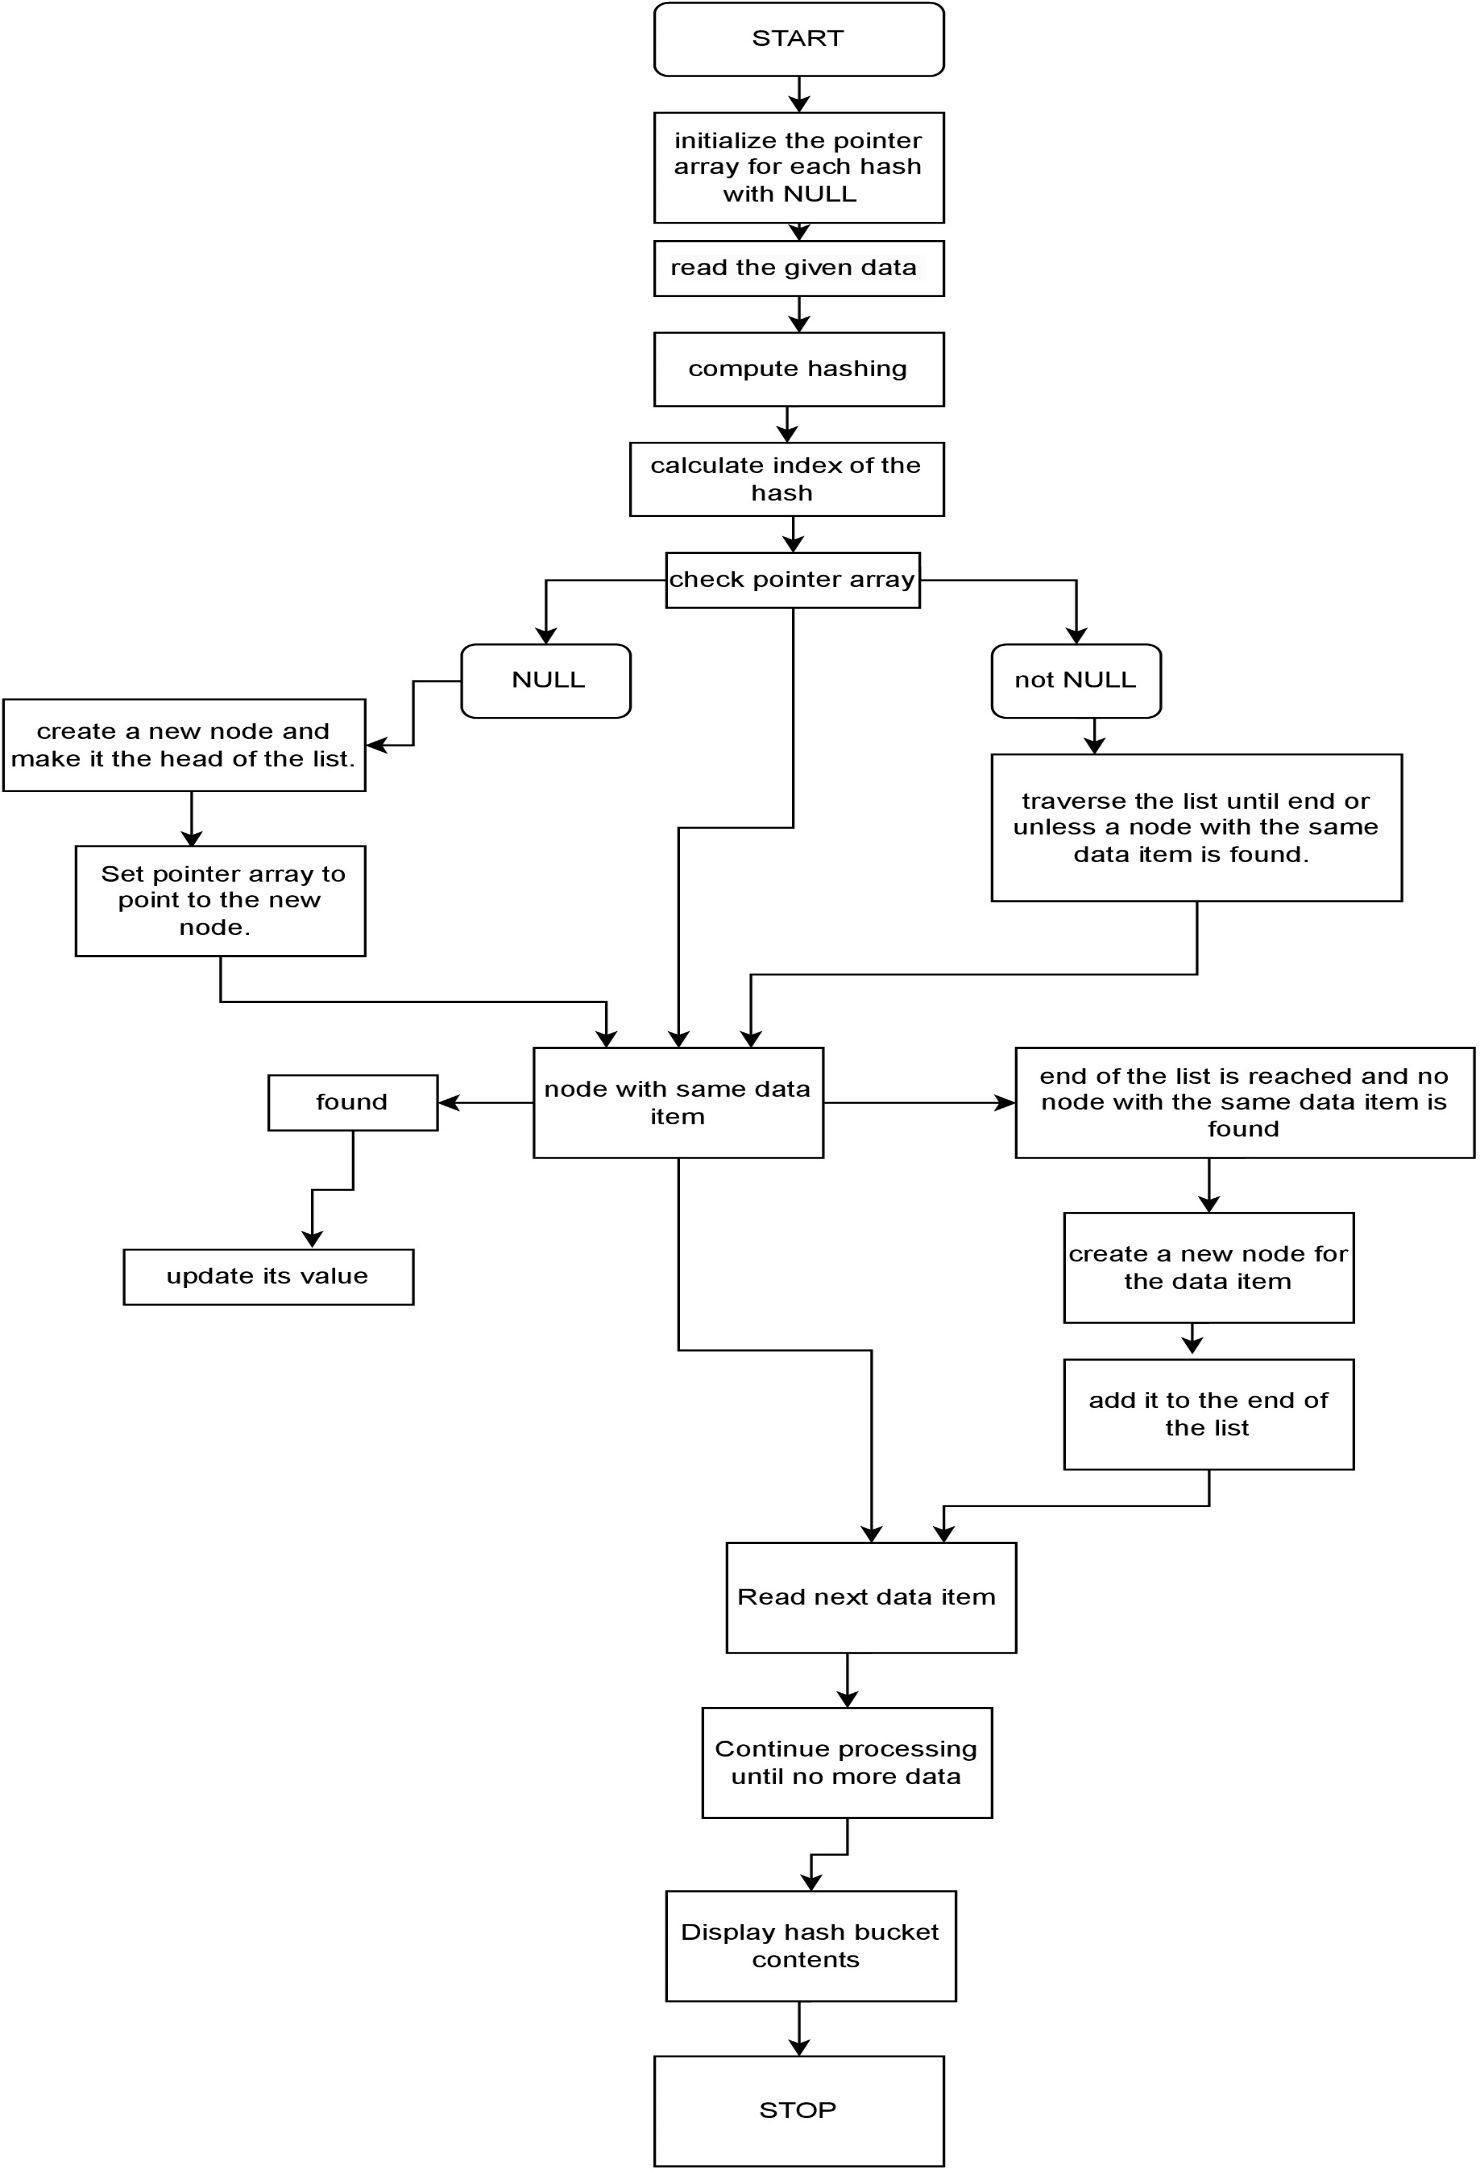 START
initialize the pointer
array for each hash
with NULL
read the given data
compute hashing
calculate index of the
hash
check pointer array
NULL
not NULL
create a new node and
make it the head of the list.
traverse the list until end or
unless a node with the same
data item is found.
Set pointer array to
point to the new
node.
found
node with same data
item
end of the list is reached and no
node with the same data item is
found
update its value
create a new node for
the data item
add it to the end of
the list
Read next data item
Continue processing
until no more data
Display hash bucket
contents
STOP